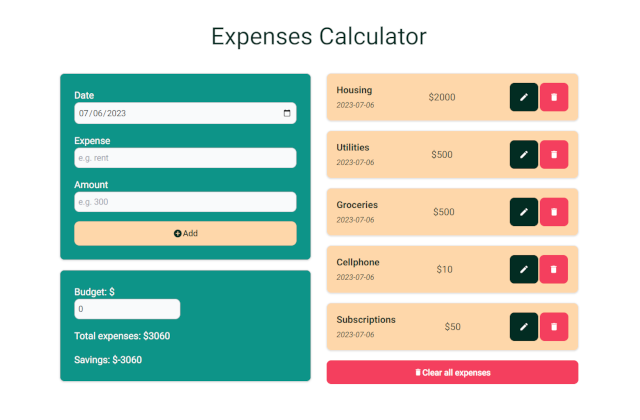 Expenses Calculator
Date
07/06/2023
Expense
e.g. rent
Amount
e.g. 300
Add
Budget: $
0
Total expenses: $3060
Savings: $-3060
Housing
2023-07-06
$2000
Utilities
2023-07-06
$500
Groceries
2023-07-06
$500
Cellphone
2023-07-06
$10
Subscriptions
2023-07-06
$50
Clear all expenses